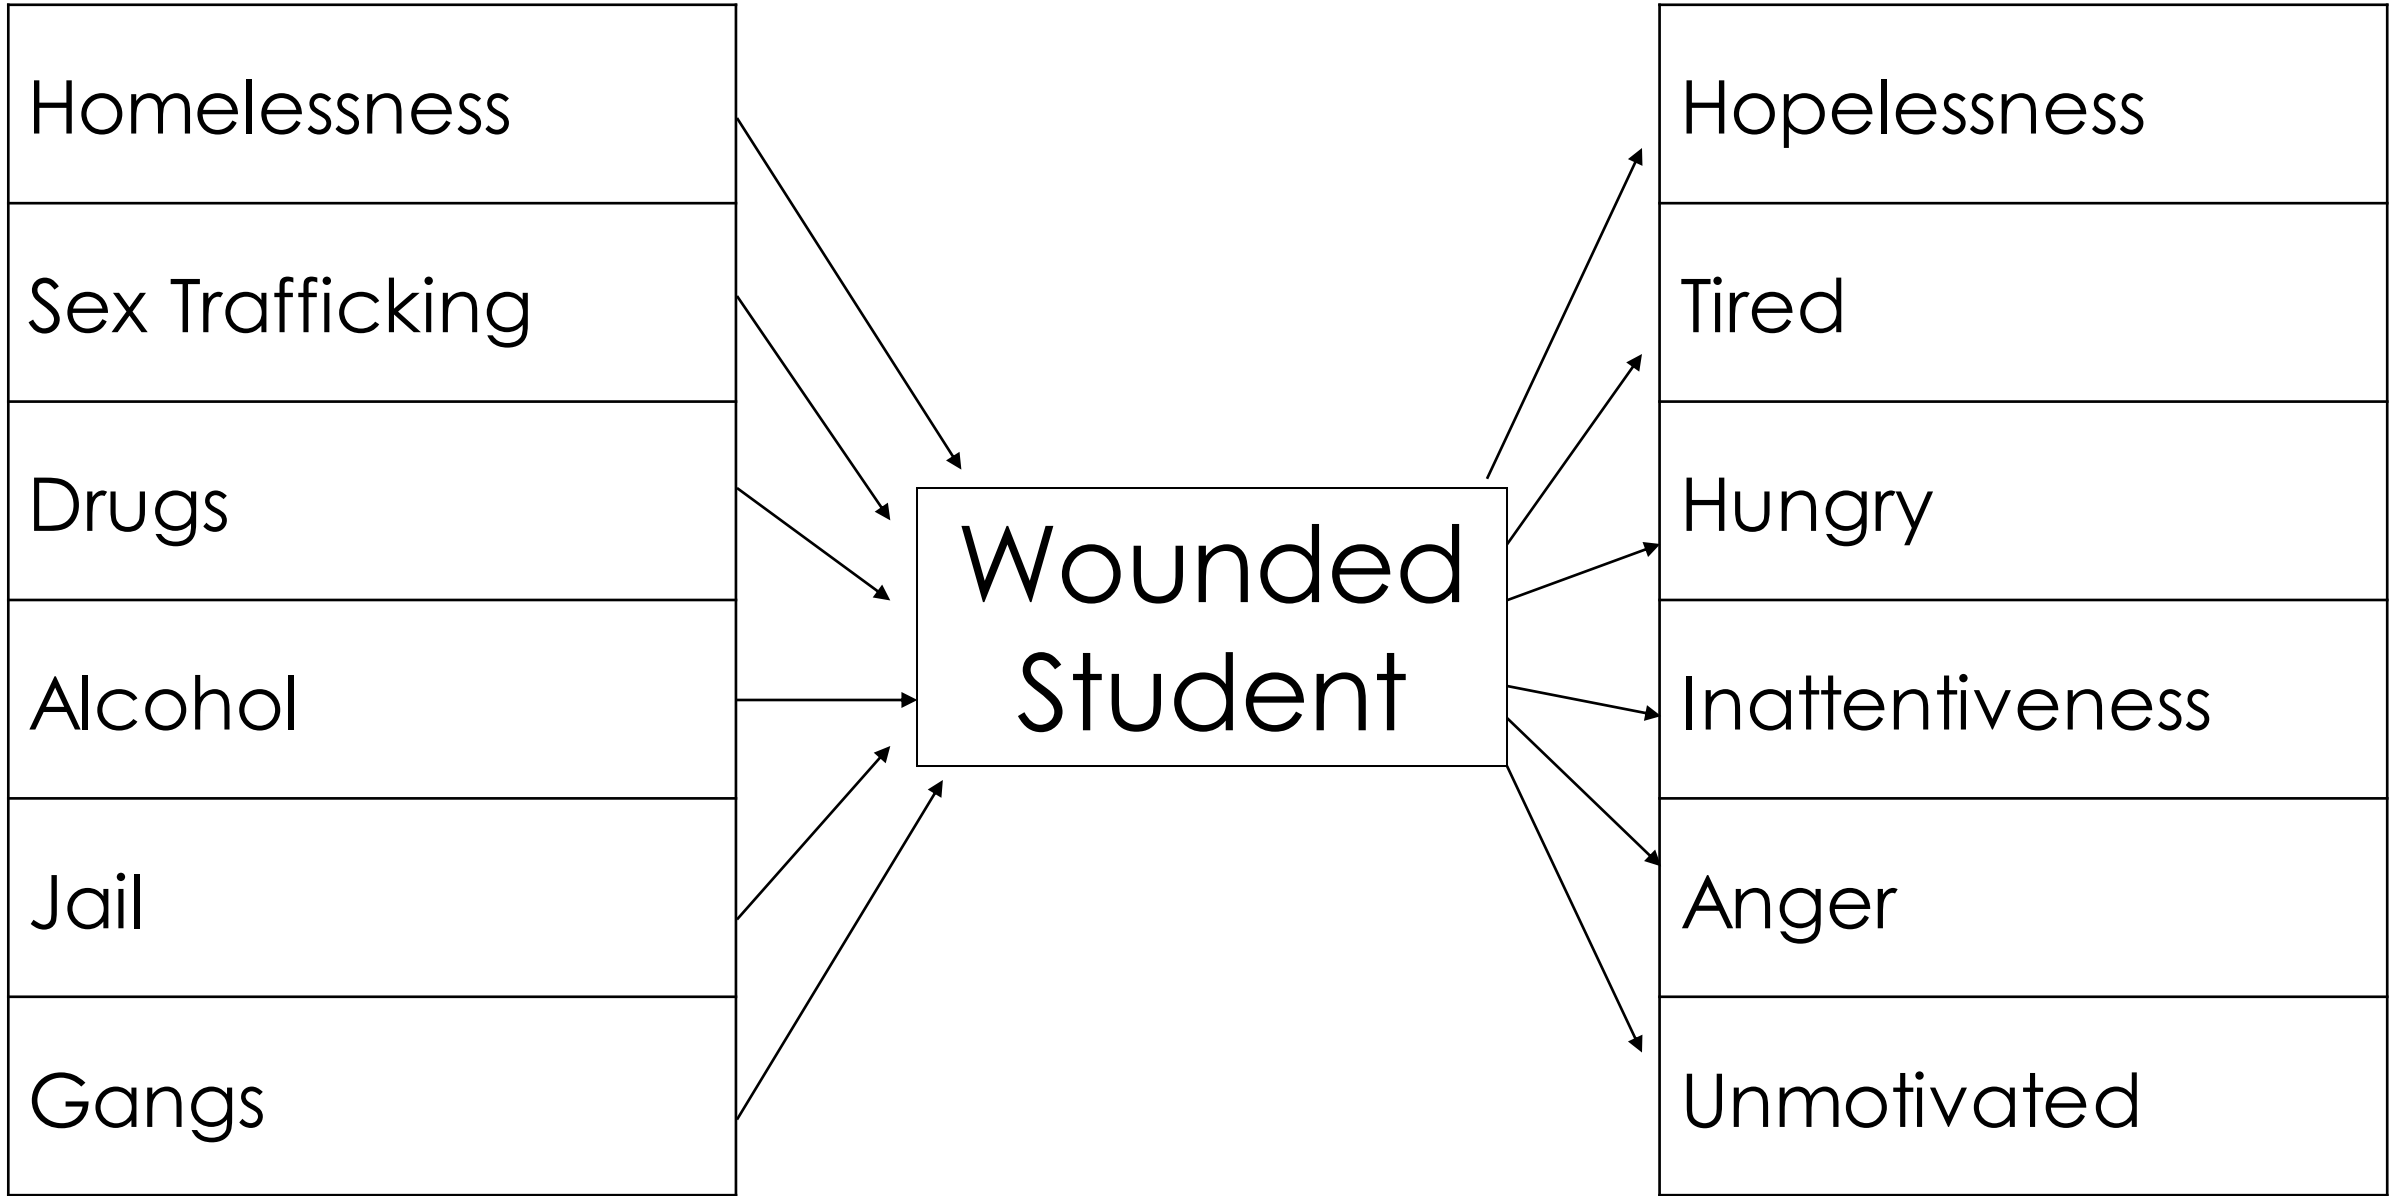 Homelessness
Sex Trafficking
Drugs
Alcohol
Jail
Gangs
Wounded
Student
Hopelessness
Tired
Hungry
Inattentiveness
Anger
Unmotivated